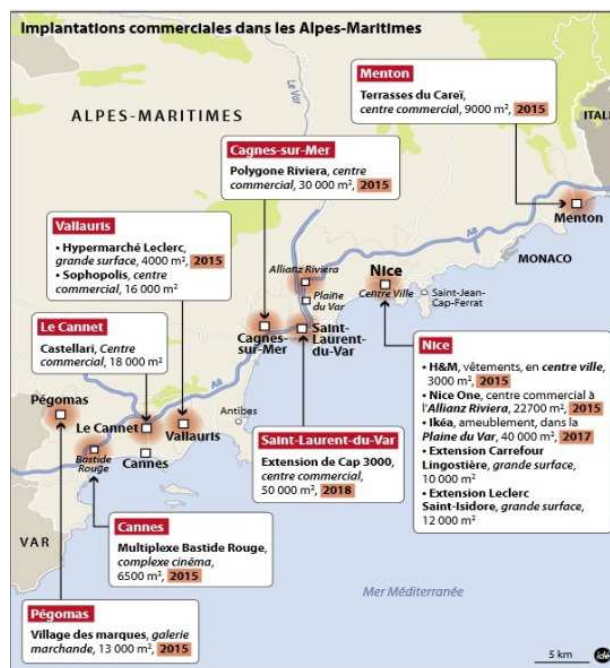 Implantations commerciales dans les Alpes-Maritimes
Le Var
ALPES-MARITIMES
Menton
Terrasses du Careï,
centre commercial, 9000 m², 2015
ITALIE
Cagnes-sur-Mer
Polygone Riviera, centre
commercial, 30 000 m², 2015
Vallauris
• Hypermarché Leclerc,
grande surface, 4000 m², 2015
• Sophopolis, centre
commercial, 16 000 m²
A8
Menton
MONACO
Allianz Riviera
Nice
Centre Ville
Plaine
du Var
Saint-Jean-
Cap-Ferrat
Le Cannet
Castellari, Centre
commercial, 18 000 m²
Cagnes-
sur-Mer
Saint-
Laurent-
du-Var
Nice
• H&M, vêtements, en centre ville,
3000 m², 2015
• Nice One, centre commercial à
l'Allianz Riviera, 22700 m², 2015
• Ikéa, ameublement, dans la
Plaine du Var, 40 000 m², 2017
• Extension Carrefour
Lingostière, grande surface,
10 000 m²
• Extension Leclerc
Saint-Isidore, grande surface,
12 000 m²
Pégomas
A8
Le Cannet
Vallauris
Antibes
Bastide
Rouge
Cannes
Saint-Laurent-du-Var
Extension de Cap 3000,
centre commercial,
50 000 m², 2018
Cannes
Multiplexe Bastide Rouge,
complexe cinéma,
6500 m², 2015
VAR
Mer Méditerranée
Pégomas
Village des marques, galerie
marchande, 13 000 m², 2015
5 km
idé